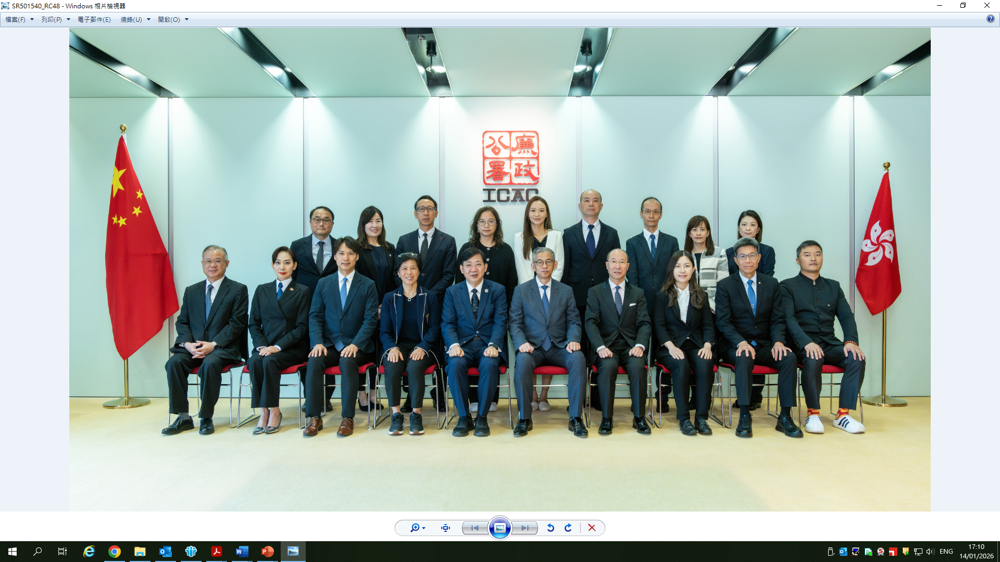 SR501540_RC48 - Windows 相片檢視器
檔案(F) 列印(P) 電子郵件(E) 燒錄(U) 開啟(O)
廉政公署
ICAC
ENG
17:10
14/01/2026